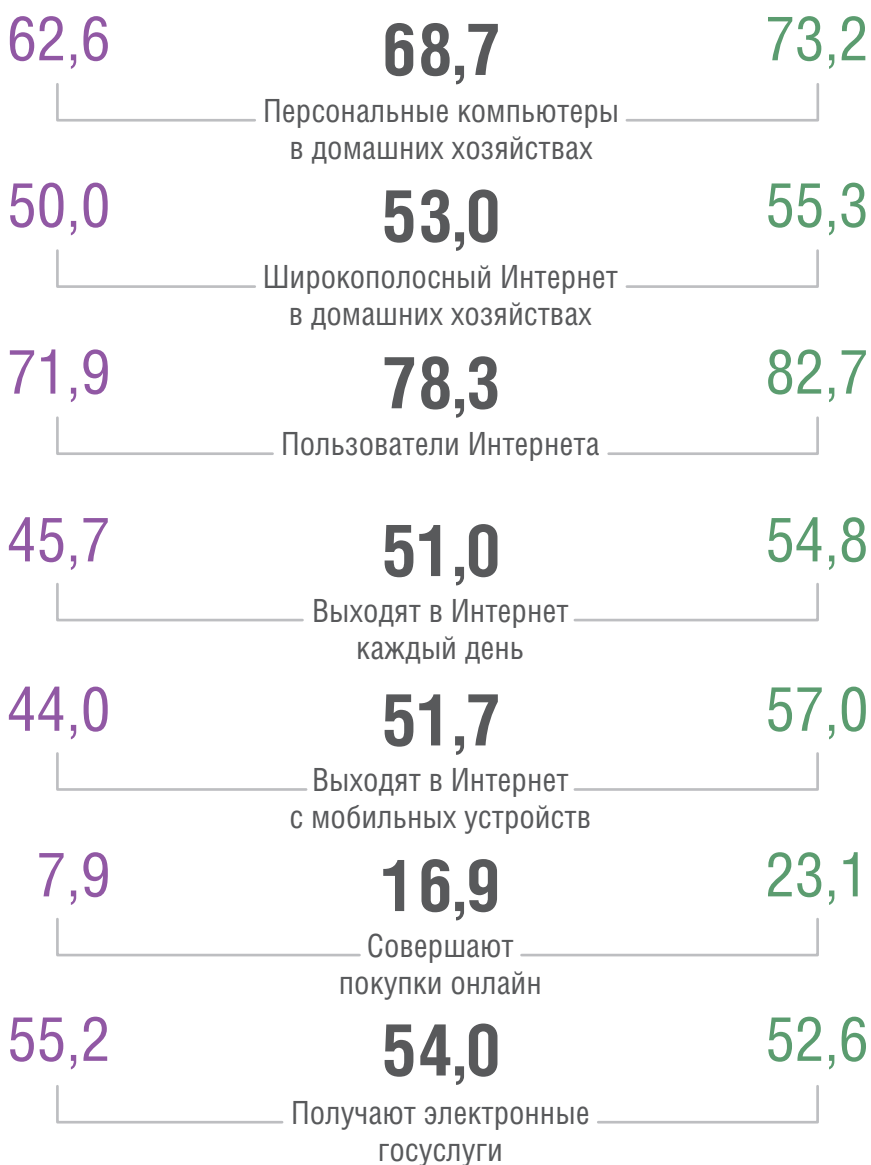 62,6 68,7 73,2
Персональные компьютеры
в домашних хозяйствах
50,0 53,0 55,3
Широкополосный Интернет
в домашних хозяйствах
71,9 78,3 82,7
Пользователи Интернета
45,7 51,0 54,8
Выходят в Интернет
каждый день
44,0 51,7 57,0
Выходят в Интернет
с мобильных устройств
7,9 16,9 23,1
Совершают
покупки онлайн
55,2 54,0 52,6
Получают электронные
госуслуги